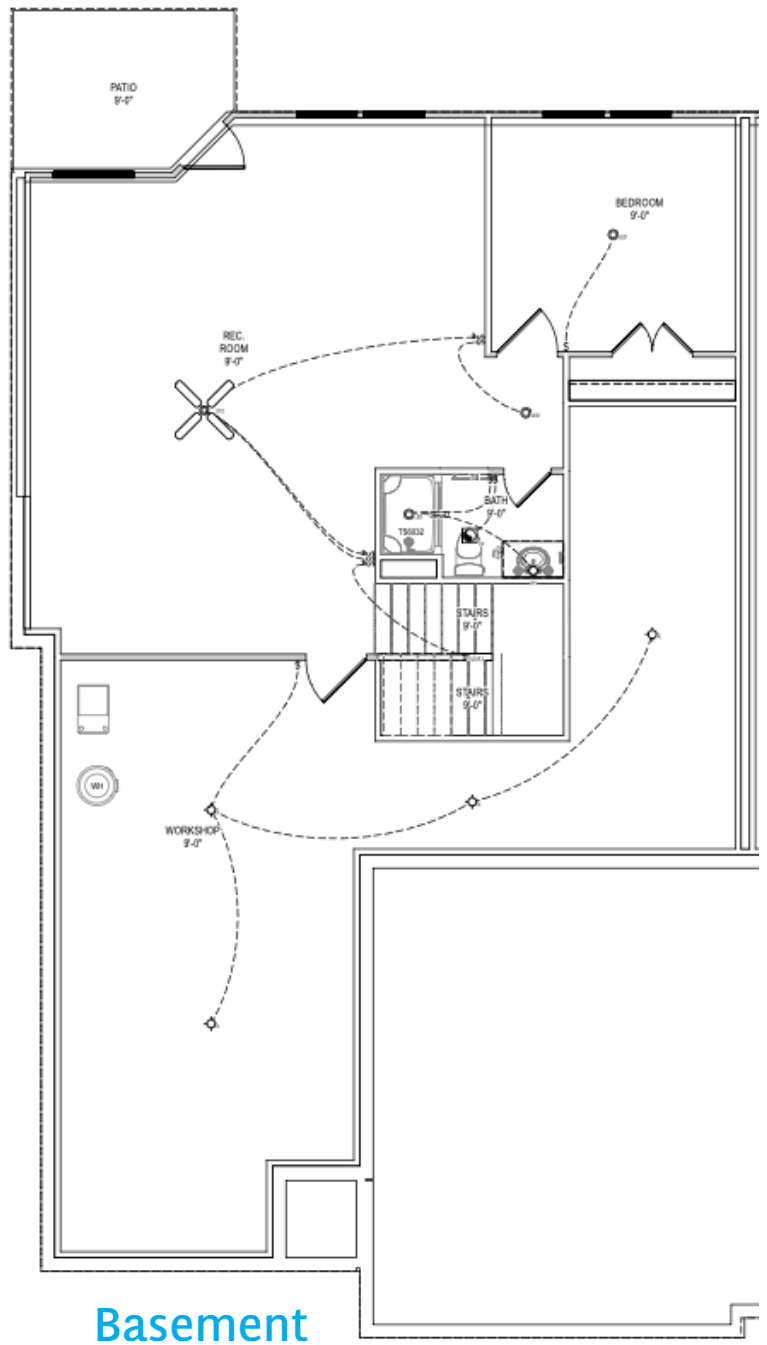 PATIO
9'-0"
BEDROOM
9'-0"
REC.
ROOM
9'-0"
BATH
9'-0"
TS6032
STAIRS
9'-0"
STAIRS
9'-0"
WH
WORKSHOP
9'-0"
Basement